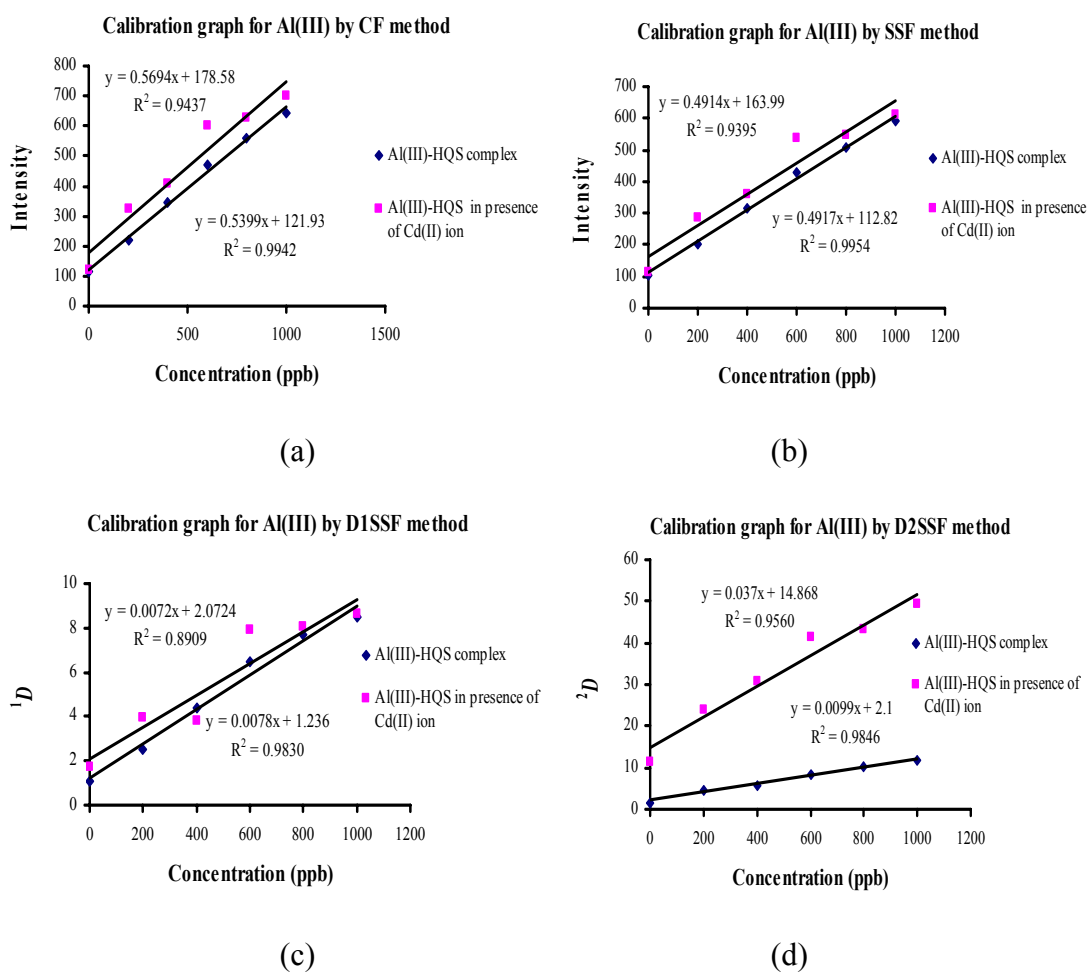 Calibration graph for Al(III) by CF method
800
700
600
500
400
300
200
100
0
Intensity
y = 0.5694x + 178.58
R² = 0.9437
y = 0.5399x + 121.93
R² = 0.9942
Al(III)-HQS complex
Al(III)-HQS in presence
of Cd(II) ion
0 500 1000 1500
Concentration (ppb)
(a)
Calibration graph for Al(III) by SSF method
700
600
500
400
300
200
100
0
Intensity
y = 0.4914x + 163.99
R² = 0.9395
y = 0.4917x + 112.82
R² = 0.9954
Al(III)-HQS complex
Al(III)-HQS in presence
of Cd(II) ion
0 200 400 600 800 1000 1200
Concentration (ppb)
(b)
Calibration graph for Al(III) by D1SSF method
10
8
6
4
2
0
¹D
y = 0.0072x + 2.0724
R² = 0.8909
y = 0.0078x + 1.236
R² = 0.9830
Al(III)-HQS complex
Al(III)-HQS in presence of
Cd(II) ion
0 200 400 600 800 1000 1200
Concentration (ppb)
(c)
Calibration graph for Al(III) by D2SSF method
60
50
40
30
20
10
0
²D
y = 0.037x + 14.868
R² = 0.9560
y = 0.0099x + 2.1
R² = 0.9846
Al(III)-HQS complex
Al(III)-HQS in presence of
Cd(II) ion
0 200 400 600 800 1000 1200
Concentration (ppb)
(d)